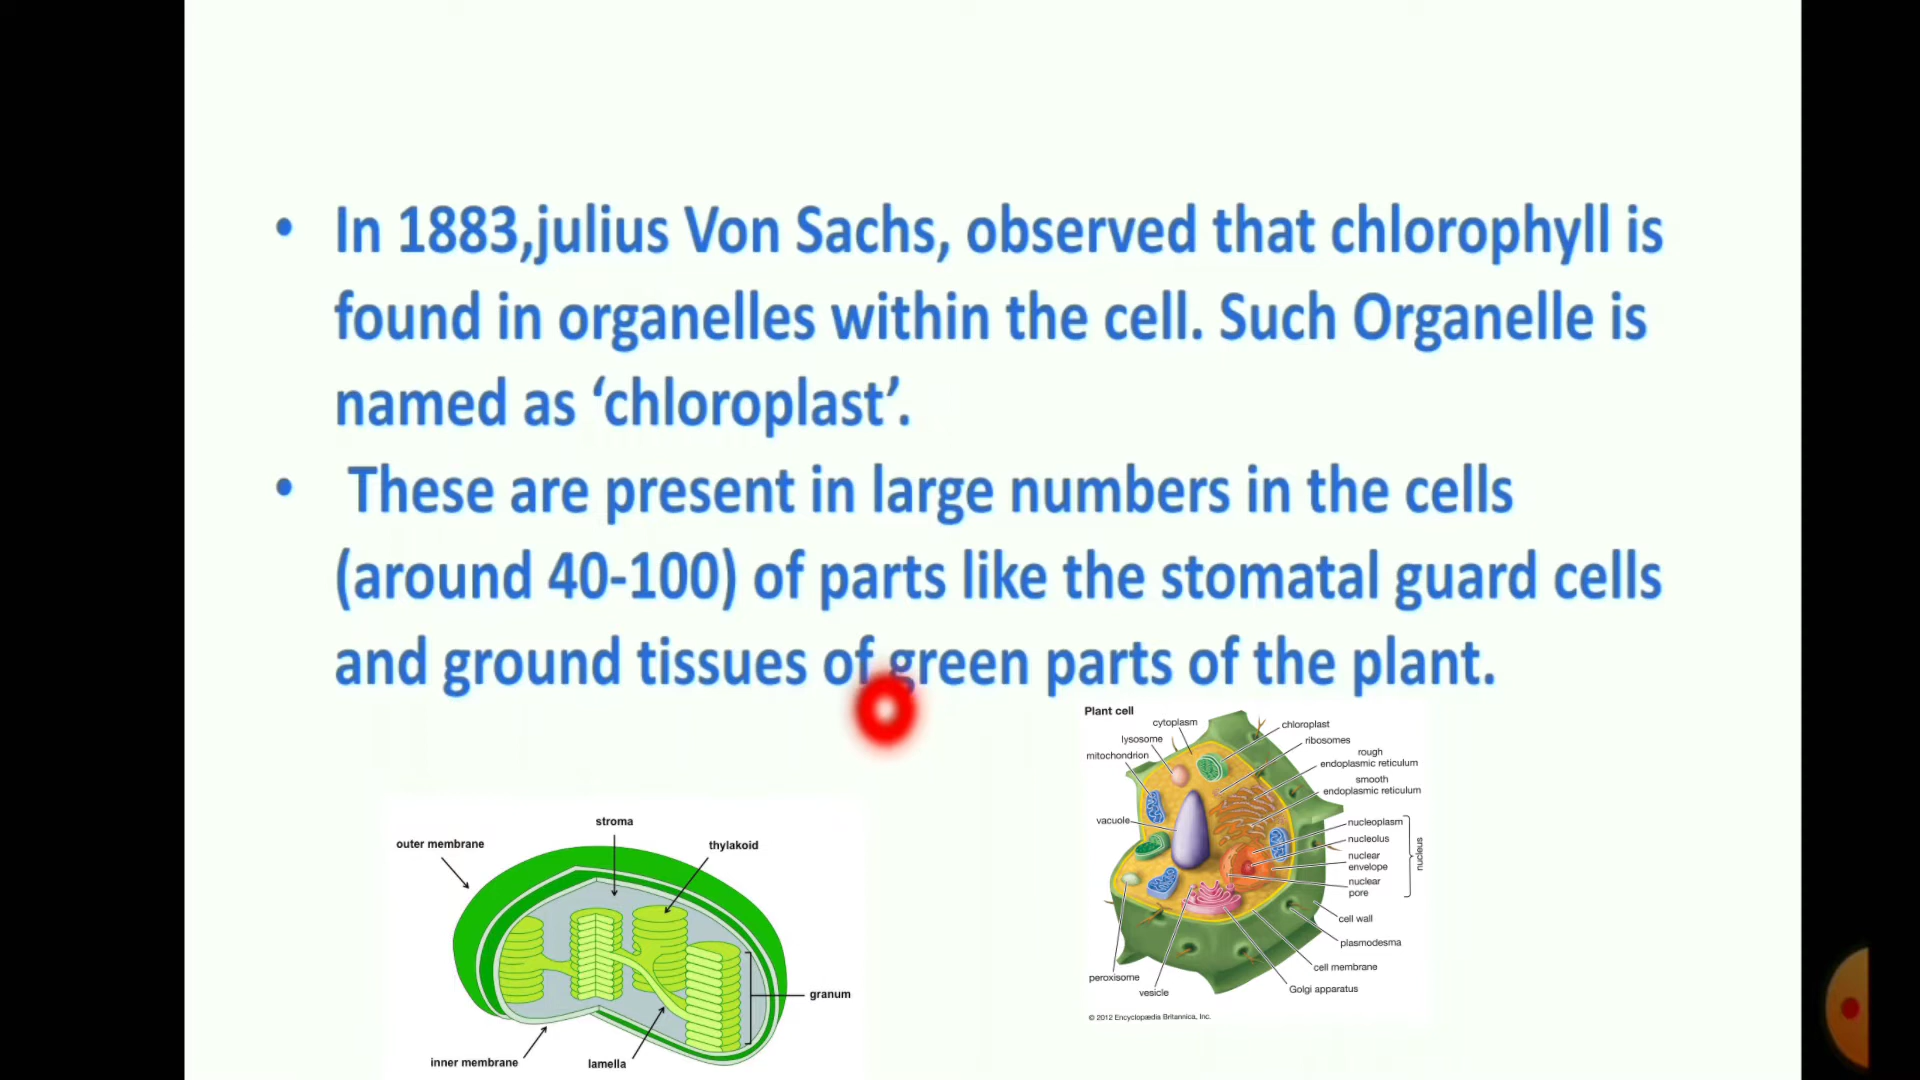 • In 1883,julius Von Sachs, observed that chlorophyll is
found in organelles within the cell. Such Organelle is
named as ‘chloroplast’.
• These are present in large numbers in the cells
(around 40-100) of parts like the stomatal guard cells
and ground tissues of green parts of the plant.
stroma
outer membrane
thylakoid
granum
inner membrane
lamella
Plant cell
cytoplasm
chloroplast
lysosome
ribosomes
mitochondrion
rough
endoplasmic reticulum
smooth
endoplasmic reticulum
vacuole
nucleoplasm
nucleolus
nuclear
envelope
nuclear
pore
nucleus
cell wall
plasmodesma
cell membrane
peroxisome
vesicle
Golgi apparatus
© 2012 Encyclopædia Britannica, Inc.